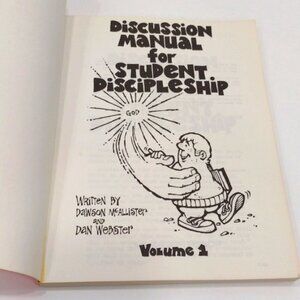 Discussion
Manual
for
Student
Discipleship
GOD
Written by
Dawson McAllister
and
Dan Webster
Volume 1